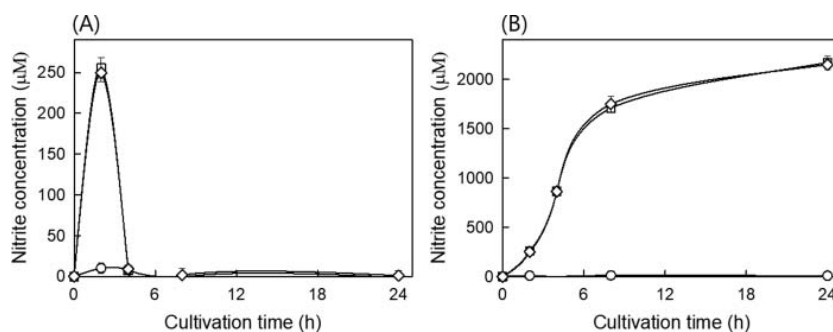 (A)
Nitrite concentration (μM)
250
200
150
100
50
0
0 6 12 18 24
Cultivation time (h)
(B)
Nitrite concentration (μM)
2000
1500
1000
500
0
0 6 12 18 24
Cultivation time (h)